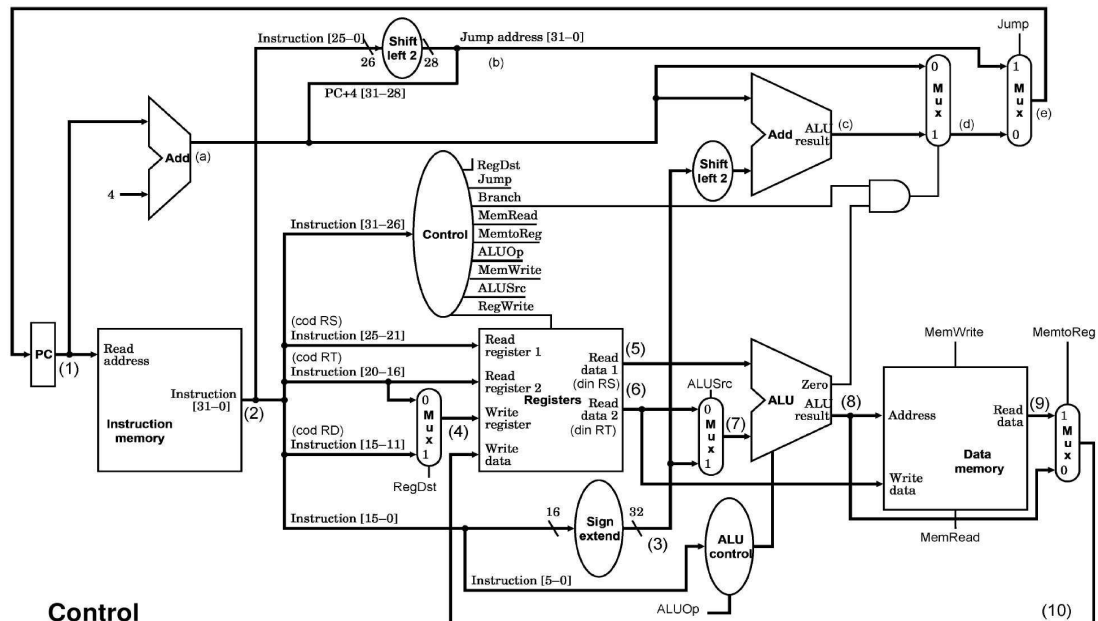 Jump
Instruction [25–0]
Shift
left 2
Jump address [31–0]
26
28
(b)
PC+4 [31–28]
0
M
u
x
1
1
M
u
x
0
(e)
(d)
Add
(a)
4
Add
ALU
result
(c)
Shift
left 2
RegDst
Jump
Branch
MemRead
MemtoReg
ALUOp
MemWrite
ALUSrc
RegWrite
Control
Instruction [31–26]
PC
(1)
Read
address
Instruction
[31–0]
Instruction
memory
(2)
(cod RS)
Instruction [25–21]
(cod RT)
Instruction [20–16]
(cod RD)
Instruction [15–11]
0
M
u
x
1
RegDst
(4)
Read
register 1
Read
register 2
Write
register
Write
data
Registers
Read
data 1
(din RS)
Read
data 2
(din RT)
(5)
(6)
ALUSrc
0
M
u
x
1
(7)
ALU
Zero
ALU
result
(8)
MemWrite
Address
Read
data
Data
memory
Write
data
MemRead
(9)
MemtoReg
1
M
u
x
0
Instruction [15–0]
16
Sign
extend
32
(3)
ALU
control
Instruction [5–0]
ALUOp
Control
(10)